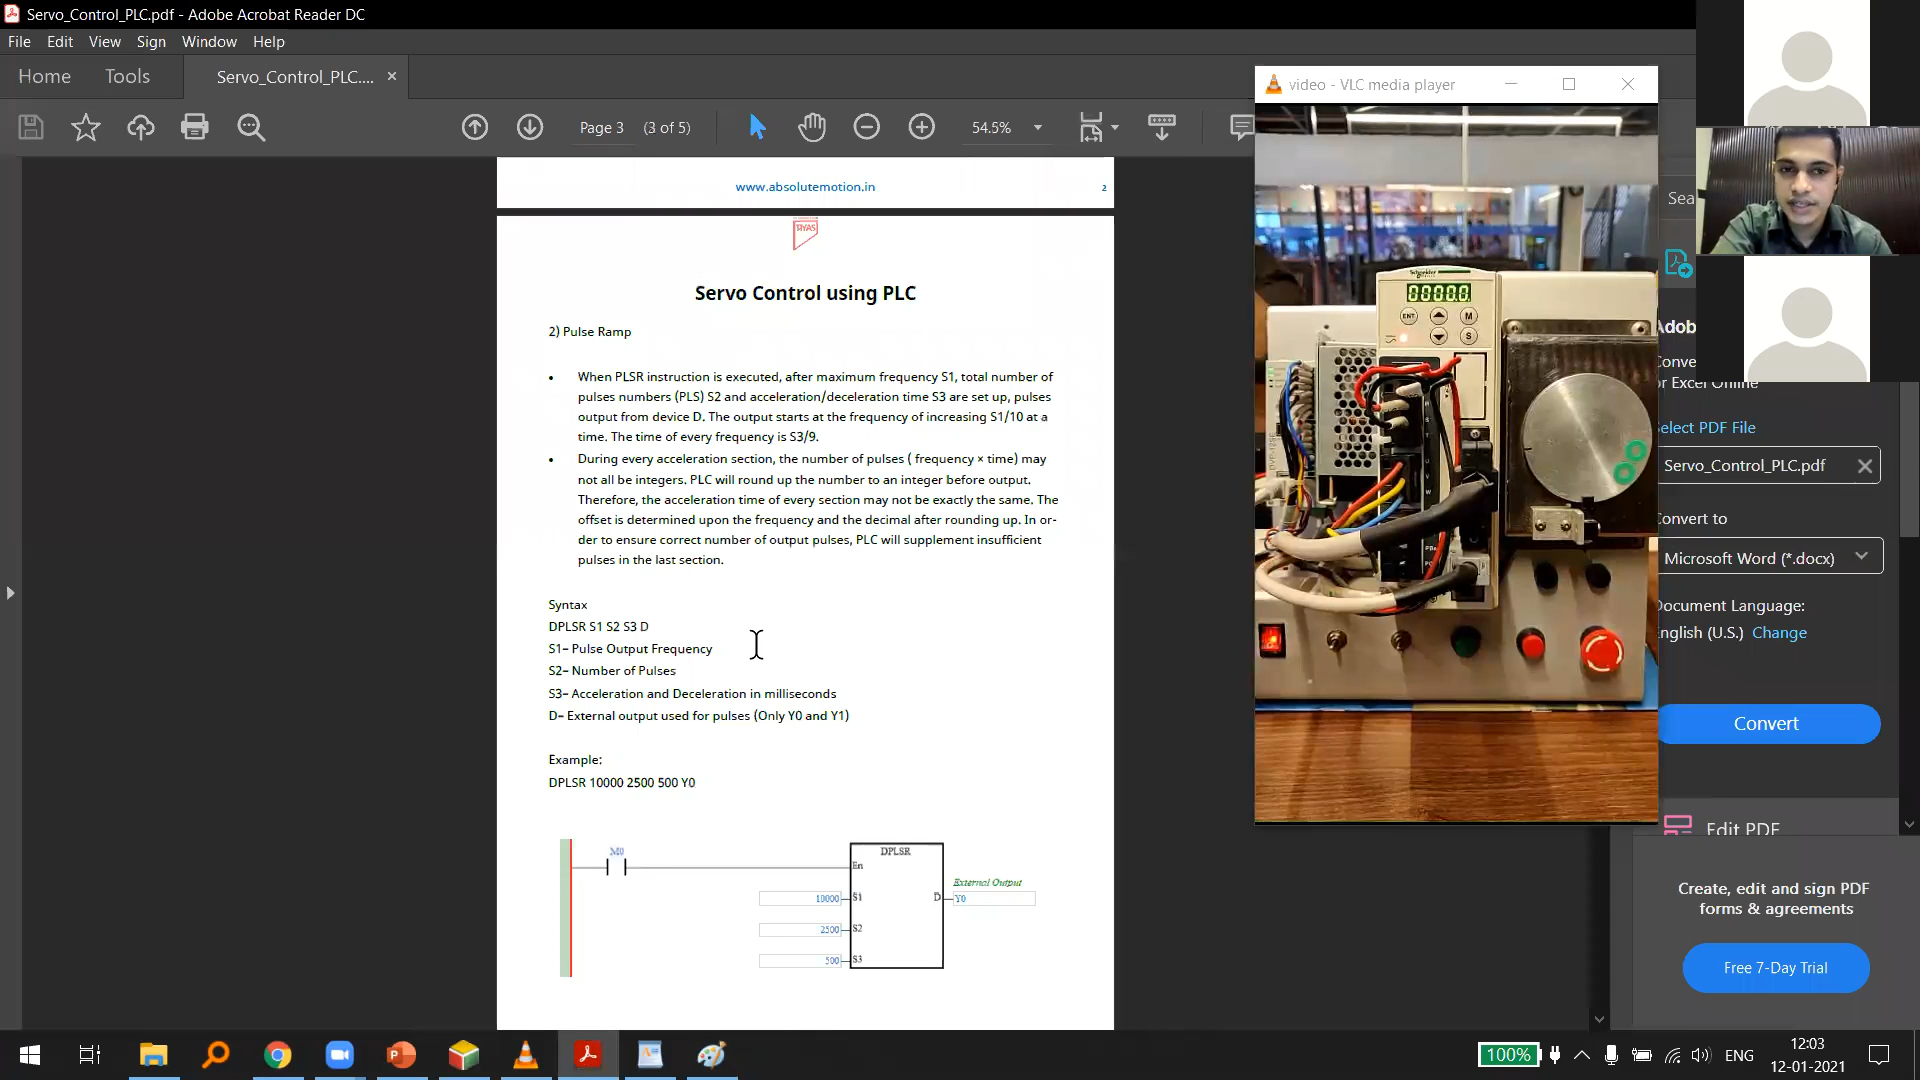 Servo_Control_PLC.pdf - Adobe Acrobat Reader DC
File Edit View Sign Window Help
Home Tools Servo_Control_PLC....
Page 3 (3 of 5) 54.5%
www.absolutemotion.in 2
Servo Control using PLC
2) Pulse Ramp
• When PLSR instruction is executed, after maximum frequency S1, total number of
pulses numbers (PLS) S2 and acceleration/deceleration time S3 are set up, pulses
output from device D. The output starts at the frequency of increasing S1/10 at a
time. The time of every frequency is S3/9.
• During every acceleration section, the number of pulses ( frequency × time) may
not all be integers. PLC will round up the number to an integer before output.
Therefore, the acceleration time of every section may not be exactly the same. The
offset is determined upon the frequency and the decimal after rounding up. In or-
der to ensure correct number of output pulses, PLC will supplement insufficient
pulses in the last section.
Syntax
DPLSR S1 S2 S3 D
S1– Pulse Output Frequency
S2– Number of Pulses
S3– Acceleration and Deceleration in milliseconds
D– External output used for pulses (Only Y0 and Y1)
Example:
DPLSR 10000 2500 500 Y0
M0
DPLSR
En
External Output
10000 S1 D Y0
2500 S2
500 S3
video - VLC media player
Schneider
00000
ENT M
S
Sea
Adob
Conve
or Excel Online
Select PDF File
Servo_Control_PLC.pdf
Convert to
Microsoft Word (*.docx)
Document Language:
English (U.S.) Change
Convert
Edit PDF
Create, edit and sign PDF
forms & agreements
Free 7-Day Trial
100% ENG 12:03
12-01-2021